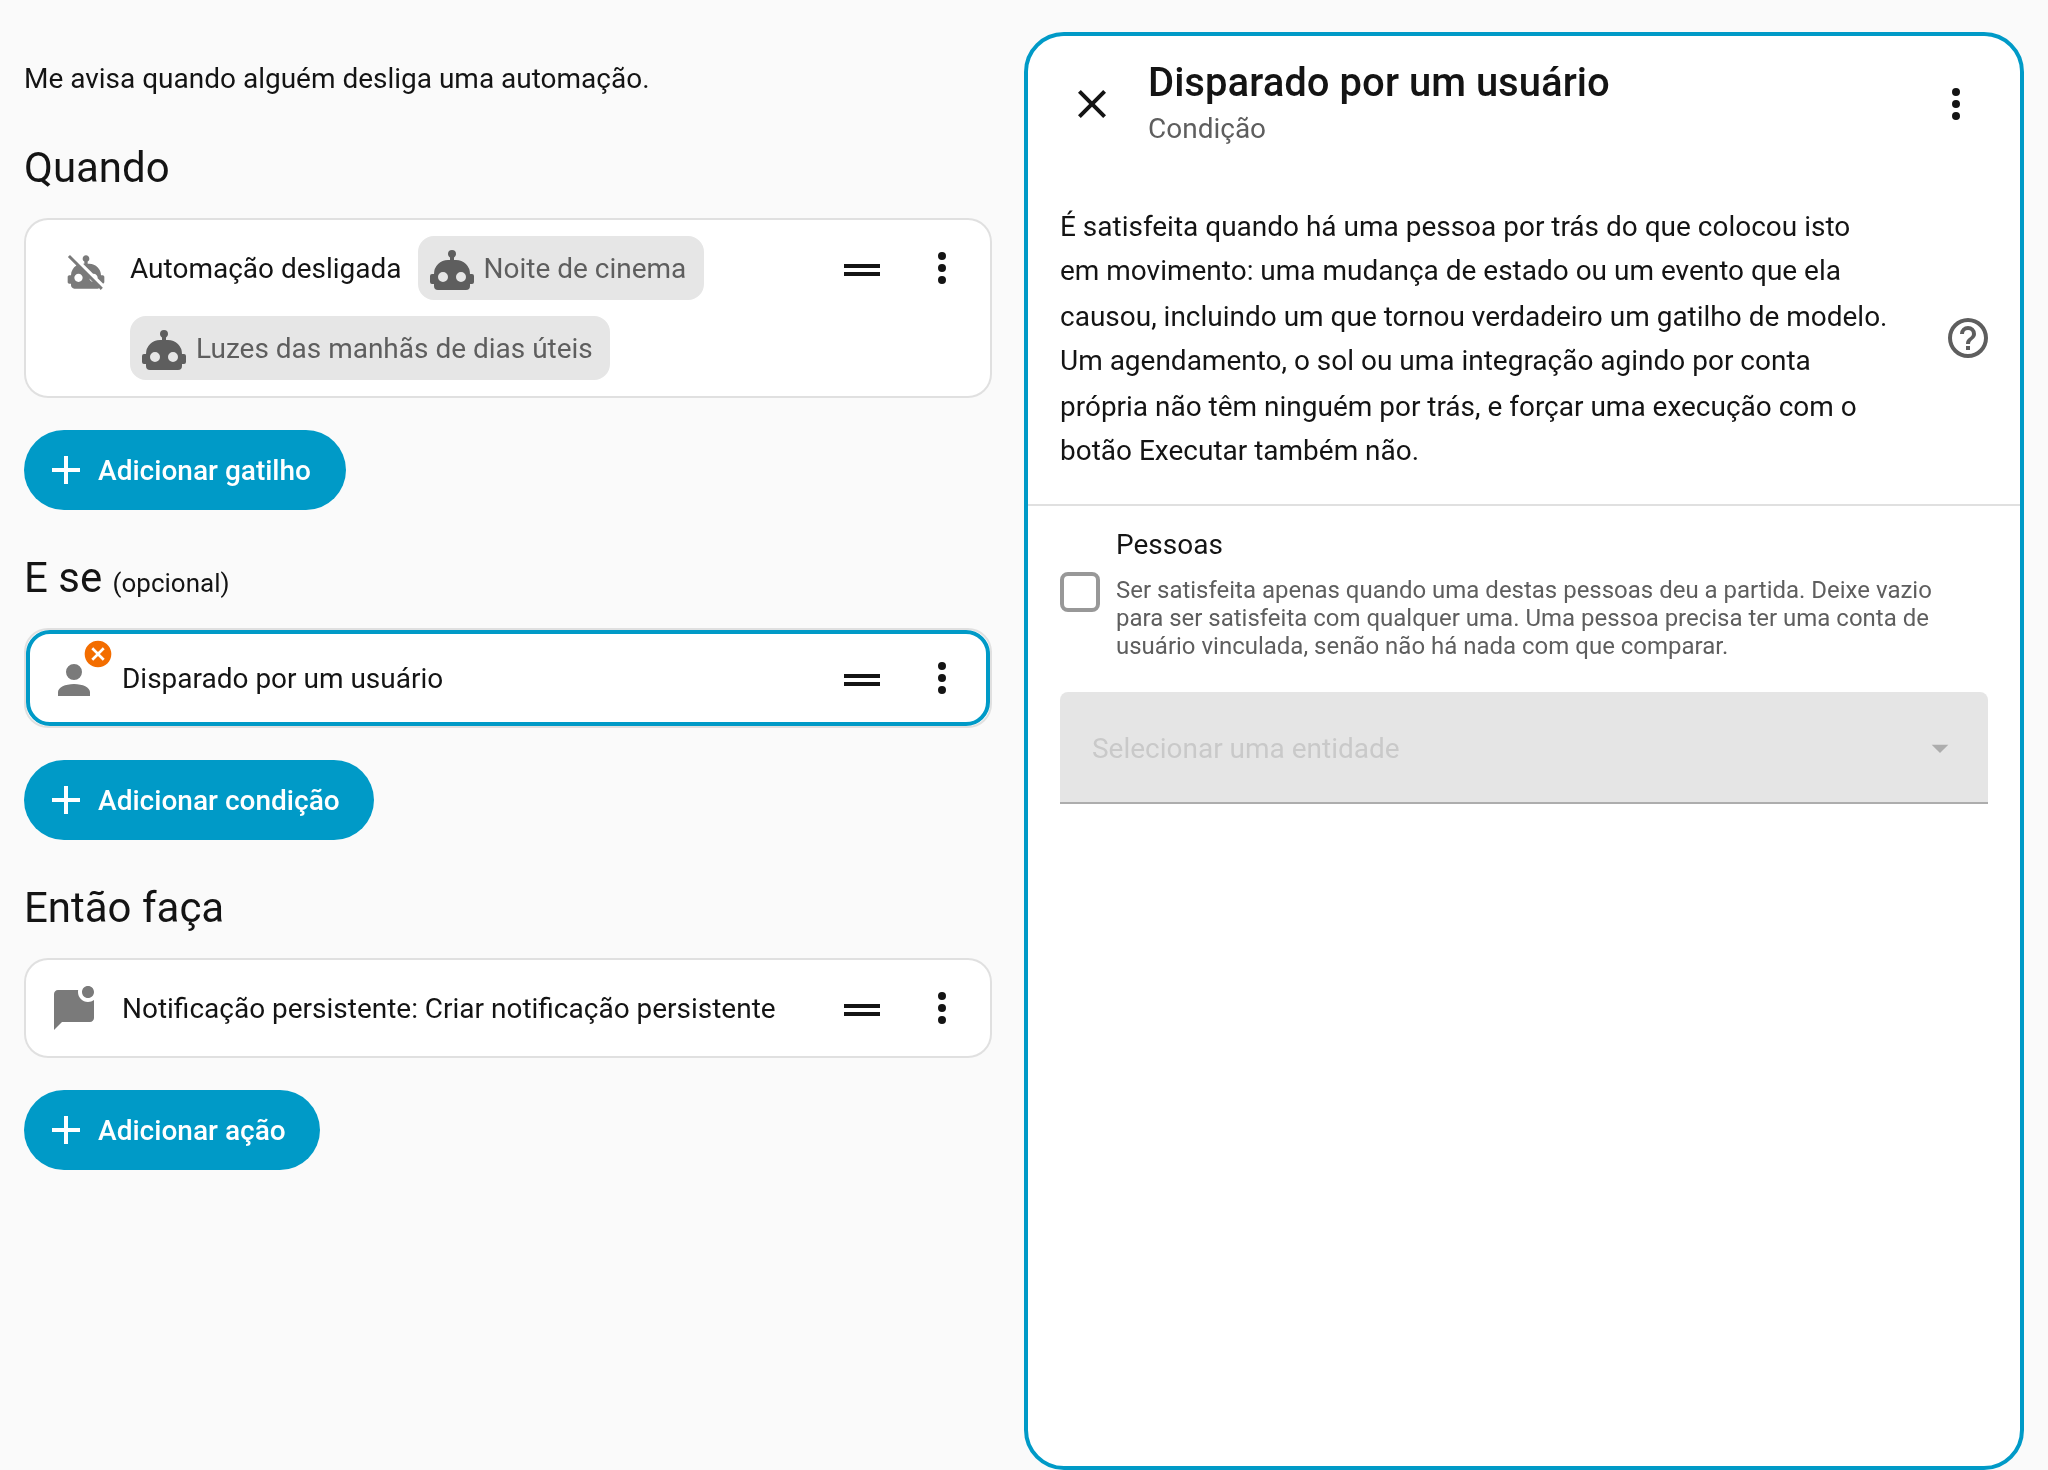 Me avisa quando alguém desliga uma automação.
Quando
Automação desligada
Noite de cinema
Luzes das manhãs de dias úteis
Adicionar gatilho
E se (opcional)
Disparado por um usuário
Adicionar condição
Então faça
Notificação persistente: Criar notificação persistente
Adicionar ação
Disparado por um usuário
Condição
É satisfeita quando há uma pessoa por trás do que colocou isto
em movimento: uma mudança de estado ou um evento que ela
causou, incluindo um que tornou verdadeiro um gatilho de modelo.
Um agendamento, o sol ou uma integração agindo por conta
própria não têm ninguém por trás, e forçar uma execução com o
botão Executar também não.
Pessoas
Ser satisfeita apenas quando uma destas pessoas deu a partida. Deixe vazio
para ser satisfeita com qualquer uma. Uma pessoa precisa ter uma conta de
usuário vinculada, senão não há nada com que comparar.
Selecionar uma entidade